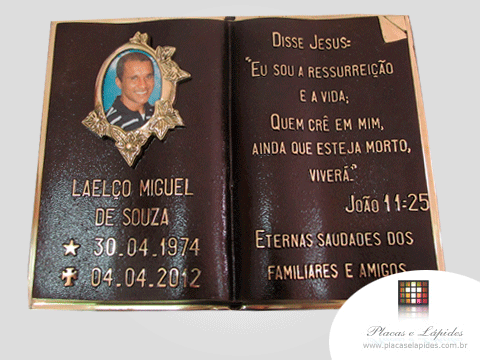 LAELÇO MIGUEL
DE SOUZA
★ 30.04.1974
✝ 04.04.2012
DISSE JESUS:
"EU SOU A RESSURREIÇÃO
E A VIDA;
QUEM CRÊ EM MIM,
AINDA QUE ESTEJA MORTO,
VIVERÁ."
JOÃO 11:25
ETERNAS SAUDADES DOS
FAMILIARES E AMIGOS
Placas e Lápides
www.placaselapides.com.br